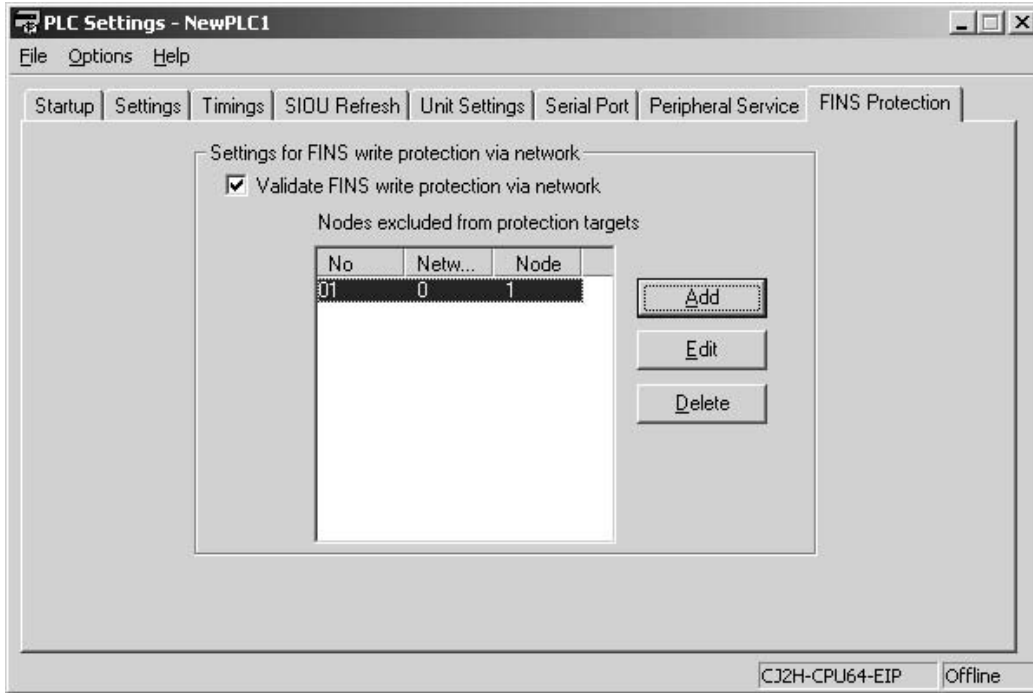 PLC Settings - NewPLC1
File Options Help
Startup Settings Timings SIOU Refresh Unit Settings Serial Port Peripheral Service FINS Protection
Settings for FINS write protection via network
Validate FINS write protection via network
Nodes excluded from protection targets
No Netw... Node
01 0 1
Add
Edit
Delete
CJ2H-CPU64-EIP Offline